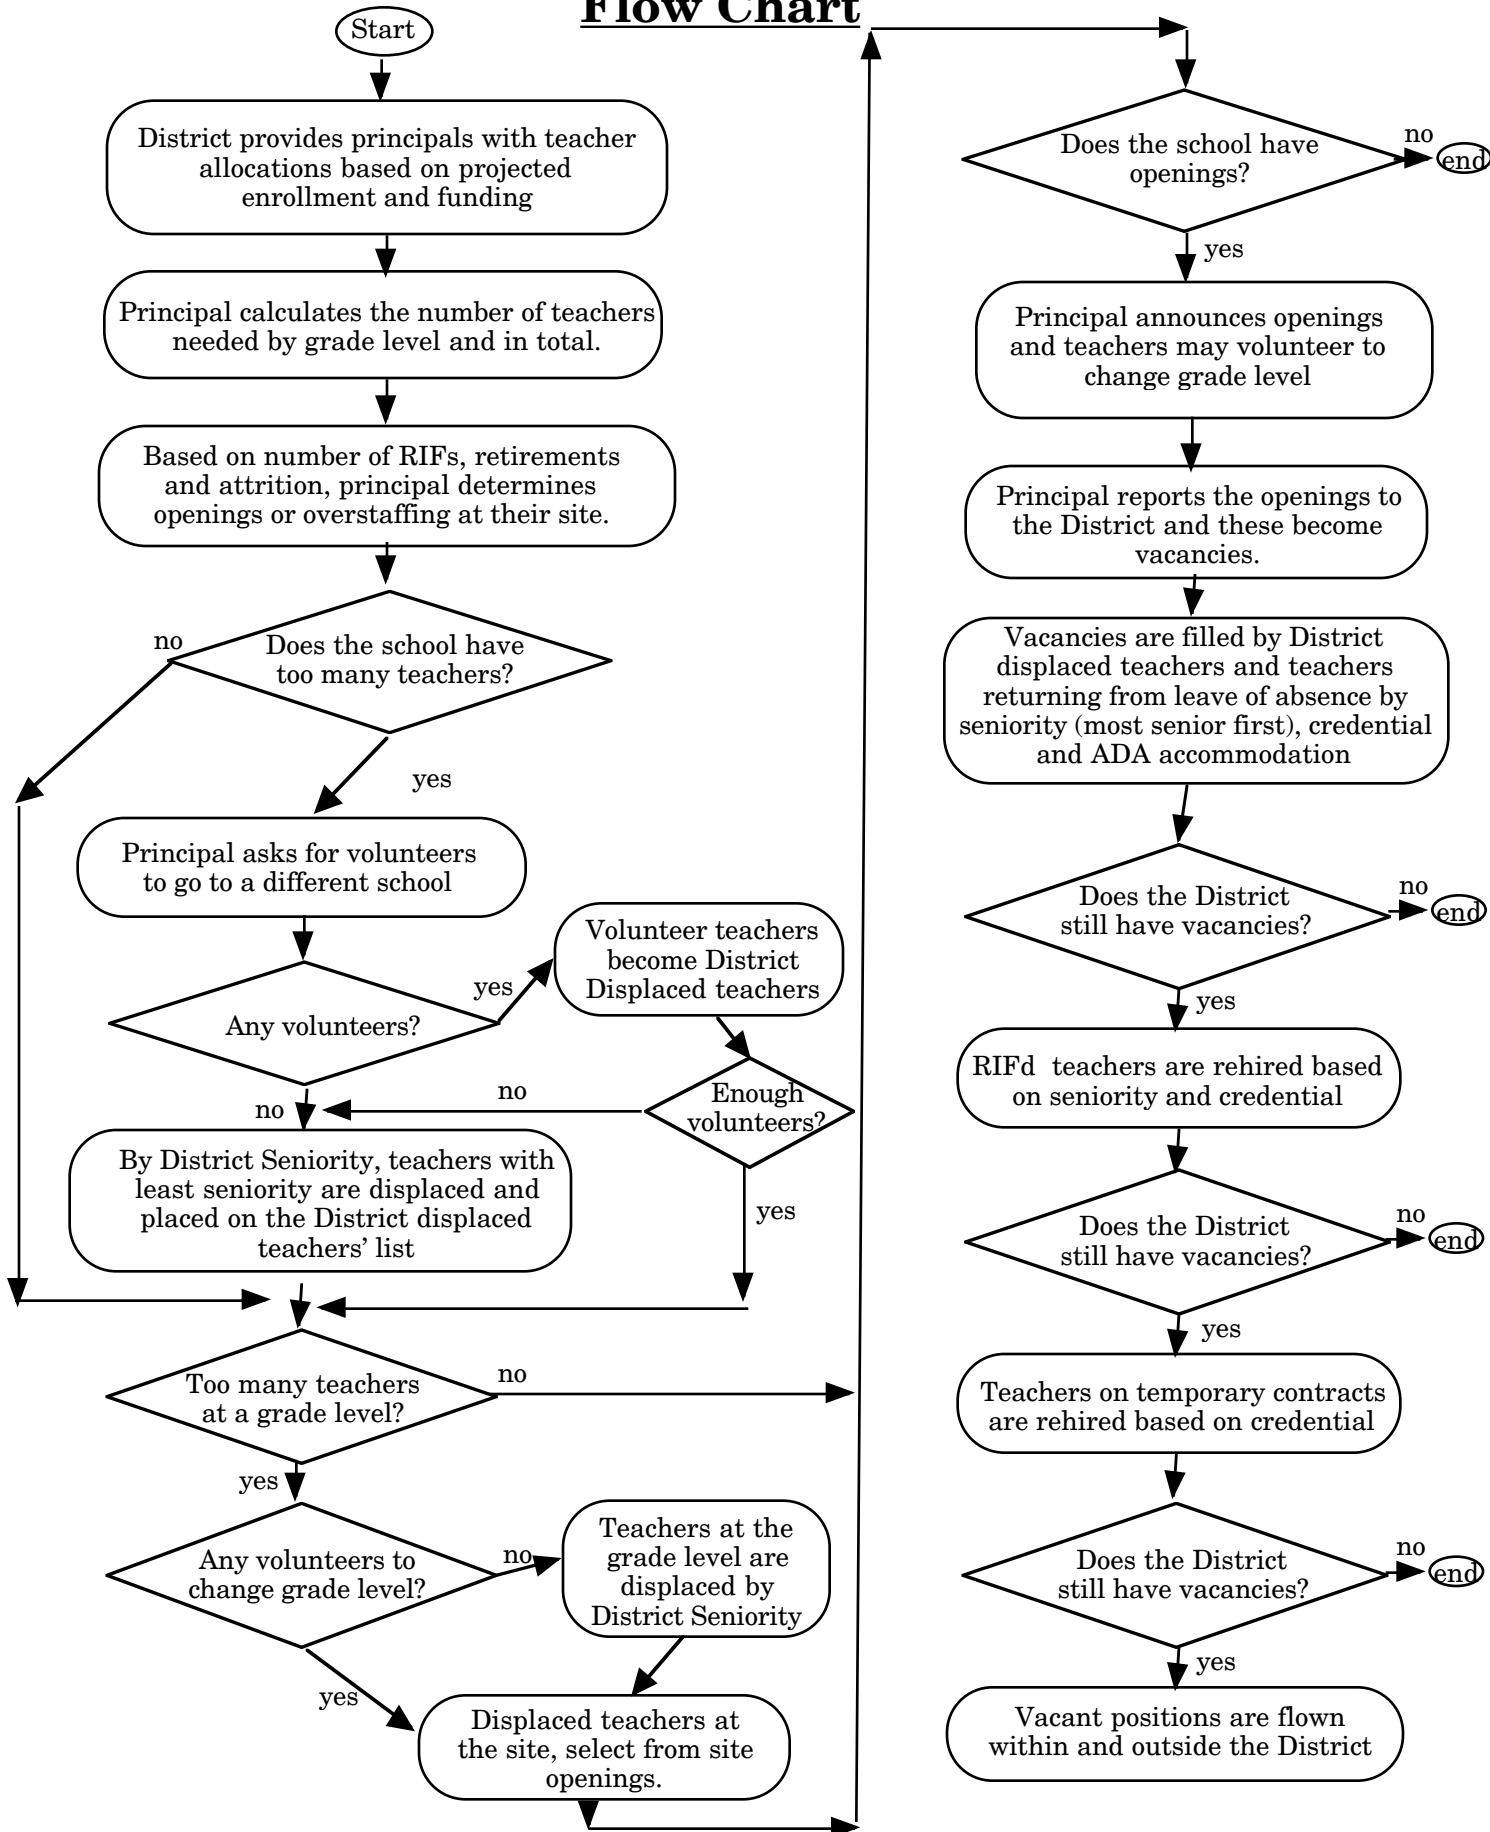 Flow Chart
Start
District provides principals with teacher
allocations based on projected
enrollment and funding
Principal calculates the number of teachers
needed by grade level and in total.
Based on number of RIFs, retirements
and attrition, principal determines
openings or overstaffing at their site.
no
Does the school have
too many teachers?
yes
Principal asks for volunteers
to go to a different school
Any volunteers?
yes
Volunteer teachers
become District
Displaced teachers
no
no
Enough
volunteers?
yes
By District Seniority, teachers with
least seniority are displaced and
placed on the District displaced
teachers’ list
Too many teachers
at a grade level?
no
yes
Any volunteers to
change grade level?
no
Teachers at the
grade level are
displaced by
District Seniority
yes
Displaced teachers at
the site, select from site
openings.
Does the school have
openings?
no
end
yes
Principal announces openings
and teachers may volunteer to
change grade level
Principal reports the openings to
the District and these become
vacancies.
Vacancies are filled by District
displaced teachers and teachers
returning from leave of absence by
seniority (most senior first), credential
and ADA accommodation
Does the District
still have vacancies?
no
end
yes
RIFd  teachers are rehired based
on seniority and credential
Does the District
still have vacancies?
no
end
yes
Teachers on temporary contracts
are rehired based on credential
Does the District
still have vacancies?
no
end
yes
Vacant positions are flown
within and outside the District